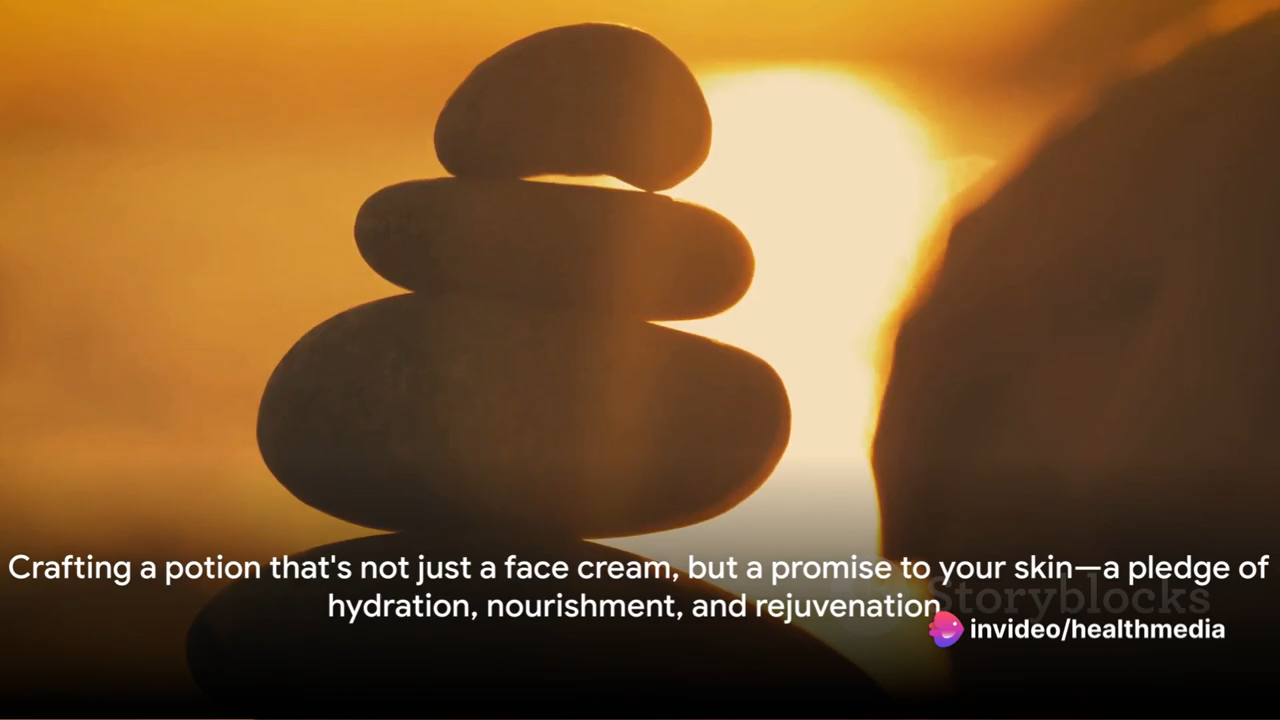 Crafting a potion that's not just a face cream, but a promise to your skin—a pledge of
hydration, nourishment, and rejuvenation
Storyblocks
invideo/healthmedia